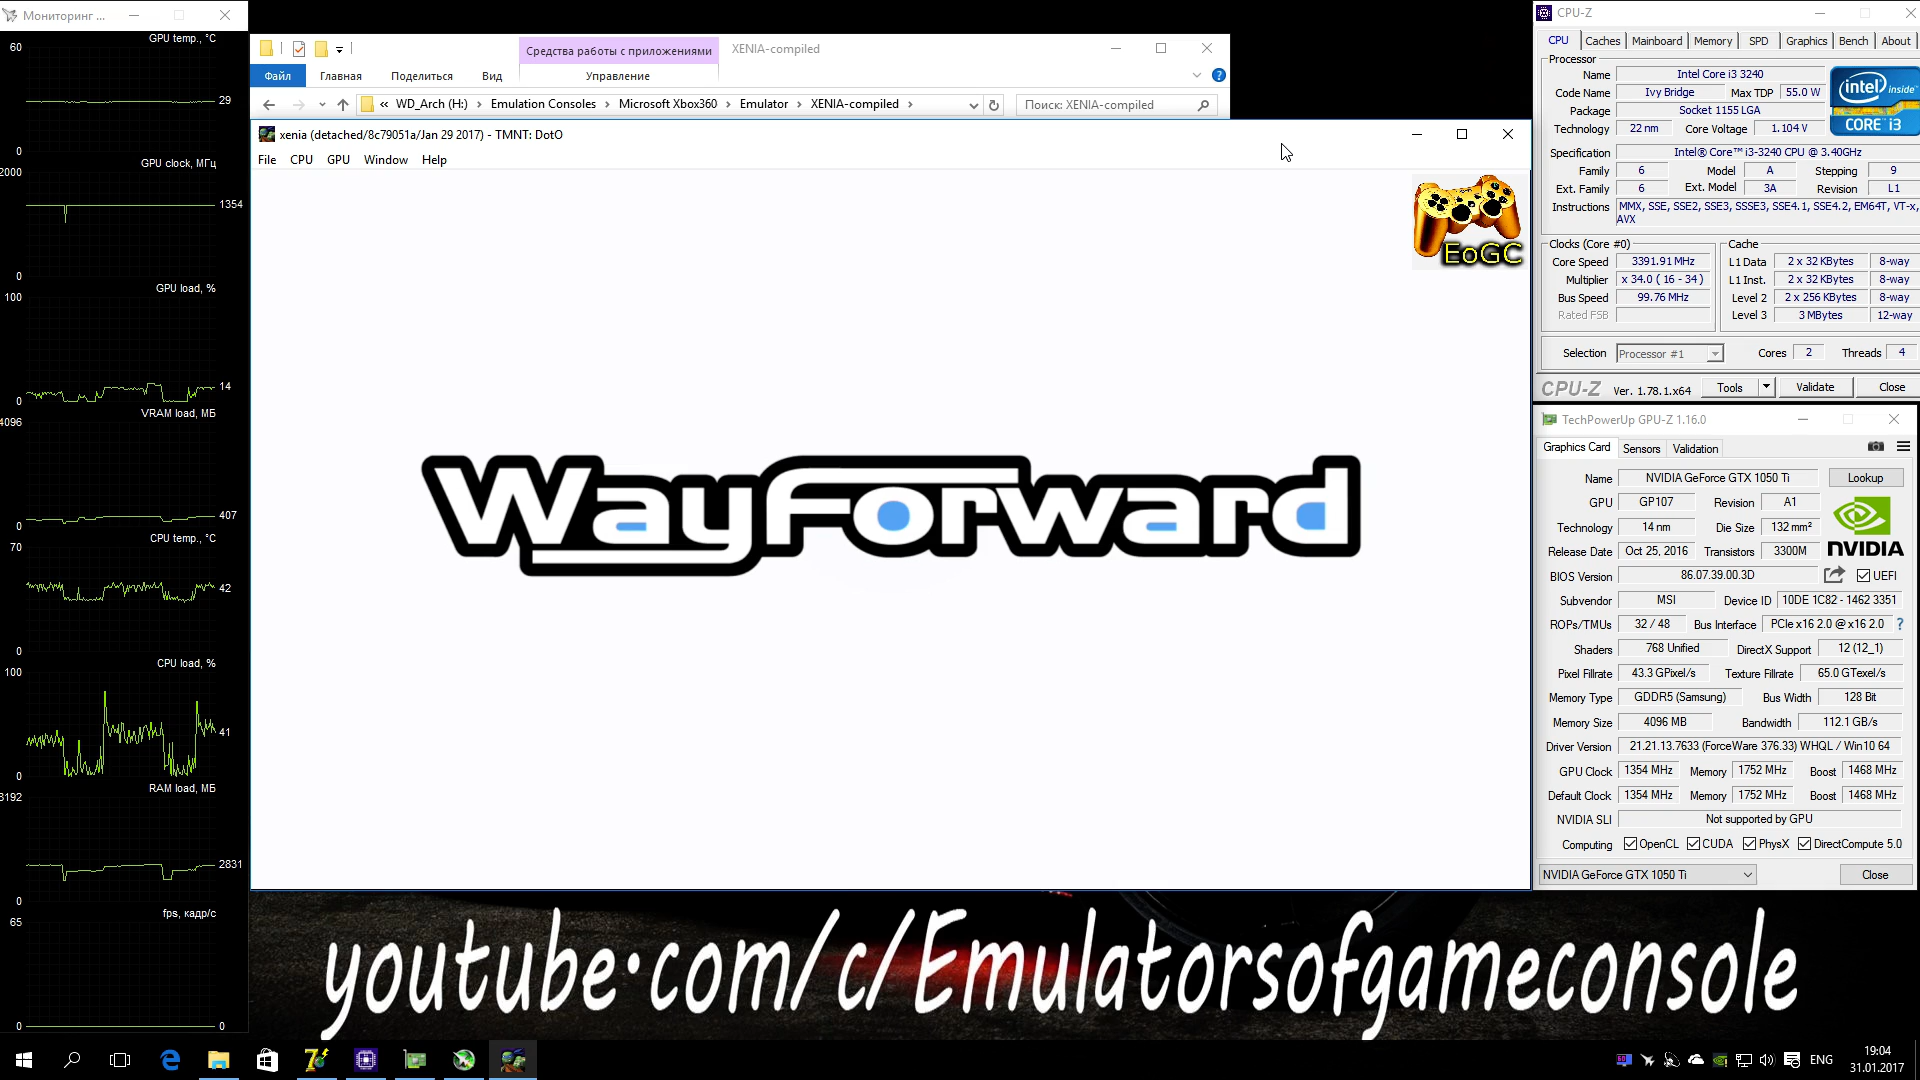 Мониторинг ...
GPU temp., °C
60
29
0
GPU clock, МГц
2000
1354
0
GPU load, %
100
14
0
VRAM load, МБ
4096
407
0
CPU temp., °C
70
42
0
CPU load, %
100
41
0
RAM load, МБ
8192
2831
0
fps, кадр/с
65
0
0
Средства работы с приложениями
XENIA-compiled
Файл
Главная
Поделиться
Вид
Управление
« WD_Arch (H:) › Emulation Consoles › Microsoft Xbox360 › Emulator › XENIA-compiled ›
Поиск: XENIA-compiled
xenia (detached/8c79051a/Jan 29 2017) - TMNT: DotO
File CPU GPU Window Help
EoGC
WayForward
youtube.com/c/Emulatorsofgameconsole
CPU-Z
CPU Caches Mainboard Memory SPD Graphics Bench About
Processor
Name Intel Core i3 3240
Code Name Ivy Bridge Max TDP 55.0 W
Package Socket 1155 LGA
Technology 22 nm Core Voltage 1.104 V
intel inside™
CORE i3
Specification Intel® Core™ i3-3240 CPU @ 3.40GHz
Family 6 Model A Stepping 9
Ext. Family 6 Ext. Model 3A Revision L1
Instructions MMX, SSE, SSE2, SSE3, SSSE3, SSE4.1, SSE4.2, EM64T, VT-x,
AVX
Clocks (Core #0)
Core Speed 3391.91 MHz
Multiplier x 34.0 ( 16 - 34 )
Bus Speed 99.76 MHz
Rated FSB
Cache
L1 Data 2 x 32 KBytes 8-way
L1 Inst. 2 x 32 KBytes 8-way
Level 2 2 x 256 KBytes 8-way
Level 3 3 MBytes 12-way
Selection Processor #1 Cores 2 Threads 4
CPU-Z Ver. 1.78.1.x64 Tools Validate Close
TechPowerUp GPU-Z 1.16.0
Graphics Card Sensors Validation
Name NVIDIA GeForce GTX 1050 Ti Lookup
GPU GP107 Revision A1
Technology 14 nm Die Size 132 mm²
Release Date Oct 25, 2016 Transistors 3300M
NVIDIA
BIOS Version 86.07.39.00.3D UEFI
Subvendor MSI Device ID 10DE 1C82 - 1462 3351
ROPs/TMUs 32 / 48 Bus Interface PCIe x16 2.0 @ x16 2.0 ?
Shaders 768 Unified DirectX Support 12 (12_1)
Pixel Fillrate 43.3 GPixel/s Texture Fillrate 65.0 GTexel/s
Memory Type GDDR5 (Samsung) Bus Width 128 Bit
Memory Size 4096 MB Bandwidth 112.1 GB/s
Driver Version 21.21.13.7633 (ForceWare 376.33) WHQL / Win10 64
GPU Clock 1354 MHz Memory 1752 MHz Boost 1468 MHz
Default Clock 1354 MHz Memory 1752 MHz Boost 1468 MHz
NVIDIA SLI Not supported by GPU
Computing OpenCL CUDA PhysX DirectCompute 5.0
NVIDIA GeForce GTX 1050 Ti Close
ENG
19:04
31.01.2017